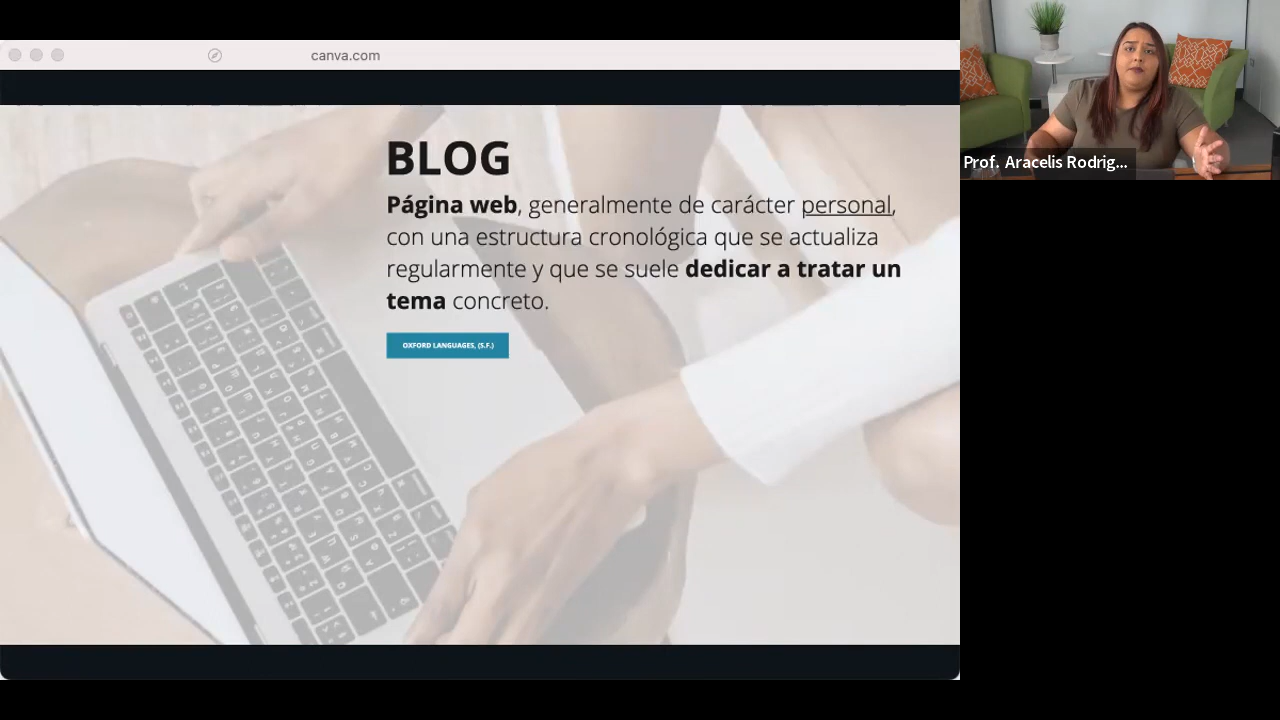 canva.com
BLOG
Página web, generalmente de carácter personal,
con una estructura cronológica que se actualiza
regularmente y que se suele dedicar a tratar un
tema concreto.
OXFORD LANGUAGES, (S.F.)
Prof. Aracelis Rodrig...